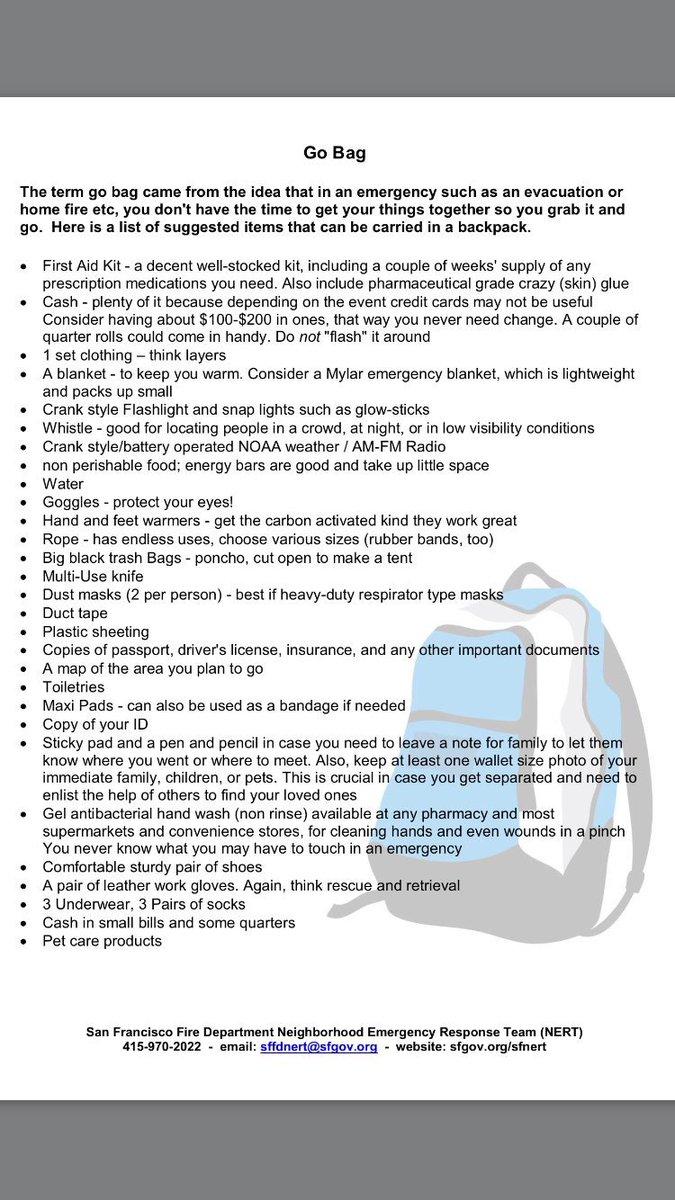 Go Bag
The term go bag came from the idea that in an emergency such as an evacuation or
home fire etc, you don't have the time to get your things together so you grab it and
go. Here is a list of suggested items that can be carried in a backpack.
• First Aid Kit - a decent well-stocked kit, including a couple of weeks' supply of any
prescription medications you need. Also include pharmaceutical grade crazy (skin) glue
• Cash - plenty of it because depending on the event credit cards may not be useful
Consider having about $100-$200 in ones, that way you never need change. A couple of
quarter rolls could come in handy. Do not "flash" it around
• 1 set clothing – think layers
• A blanket - to keep you warm. Consider a Mylar emergency blanket, which is lightweight
and packs up small
• Crank style Flashlight and snap lights such as glow-sticks
• Whistle - good for locating people in a crowd, at night, or in low visibility conditions
• Crank style/battery operated NOAA weather / AM-FM Radio
• non perishable food; energy bars are good and take up little space
• Water
• Goggles - protect your eyes!
• Hand and feet warmers - get the carbon activated kind they work great
• Rope - has endless uses, choose various sizes (rubber bands, too)
• Big black trash Bags - poncho, cut open to make a tent
• Multi-Use knife
• Dust masks (2 per person) - best if heavy-duty respirator type masks
• Duct tape
• Plastic sheeting
• Copies of passport, driver's license, insurance, and any other important documents
• A map of the area you plan to go
• Toiletries
• Maxi Pads - can also be used as a bandage if needed
• Copy of your ID
• Sticky pad and a pen and pencil in case you need to leave a note for family to let them
know where you went or where to meet. Also, keep at least one wallet size photo of your
immediate family, children, or pets. This is crucial in case you get separated and need to
enlist the help of others to find your loved ones
• Gel antibacterial hand wash (non rinse) available at any pharmacy and most
supermarkets and convenience stores, for cleaning hands and even wounds in a pinch
You never know what you may have to touch in an emergency
• Comfortable sturdy pair of shoes
• A pair of leather work gloves. Again, think rescue and retrieval
• 3 Underwear, 3 Pairs of socks
• Cash in small bills and some quarters
• Pet care products
San Francisco Fire Department Neighborhood Emergency Response Team (NERT)
415-970-2022 - email: sffdnert@sfgov.org - website: sfgov.org/sfnert